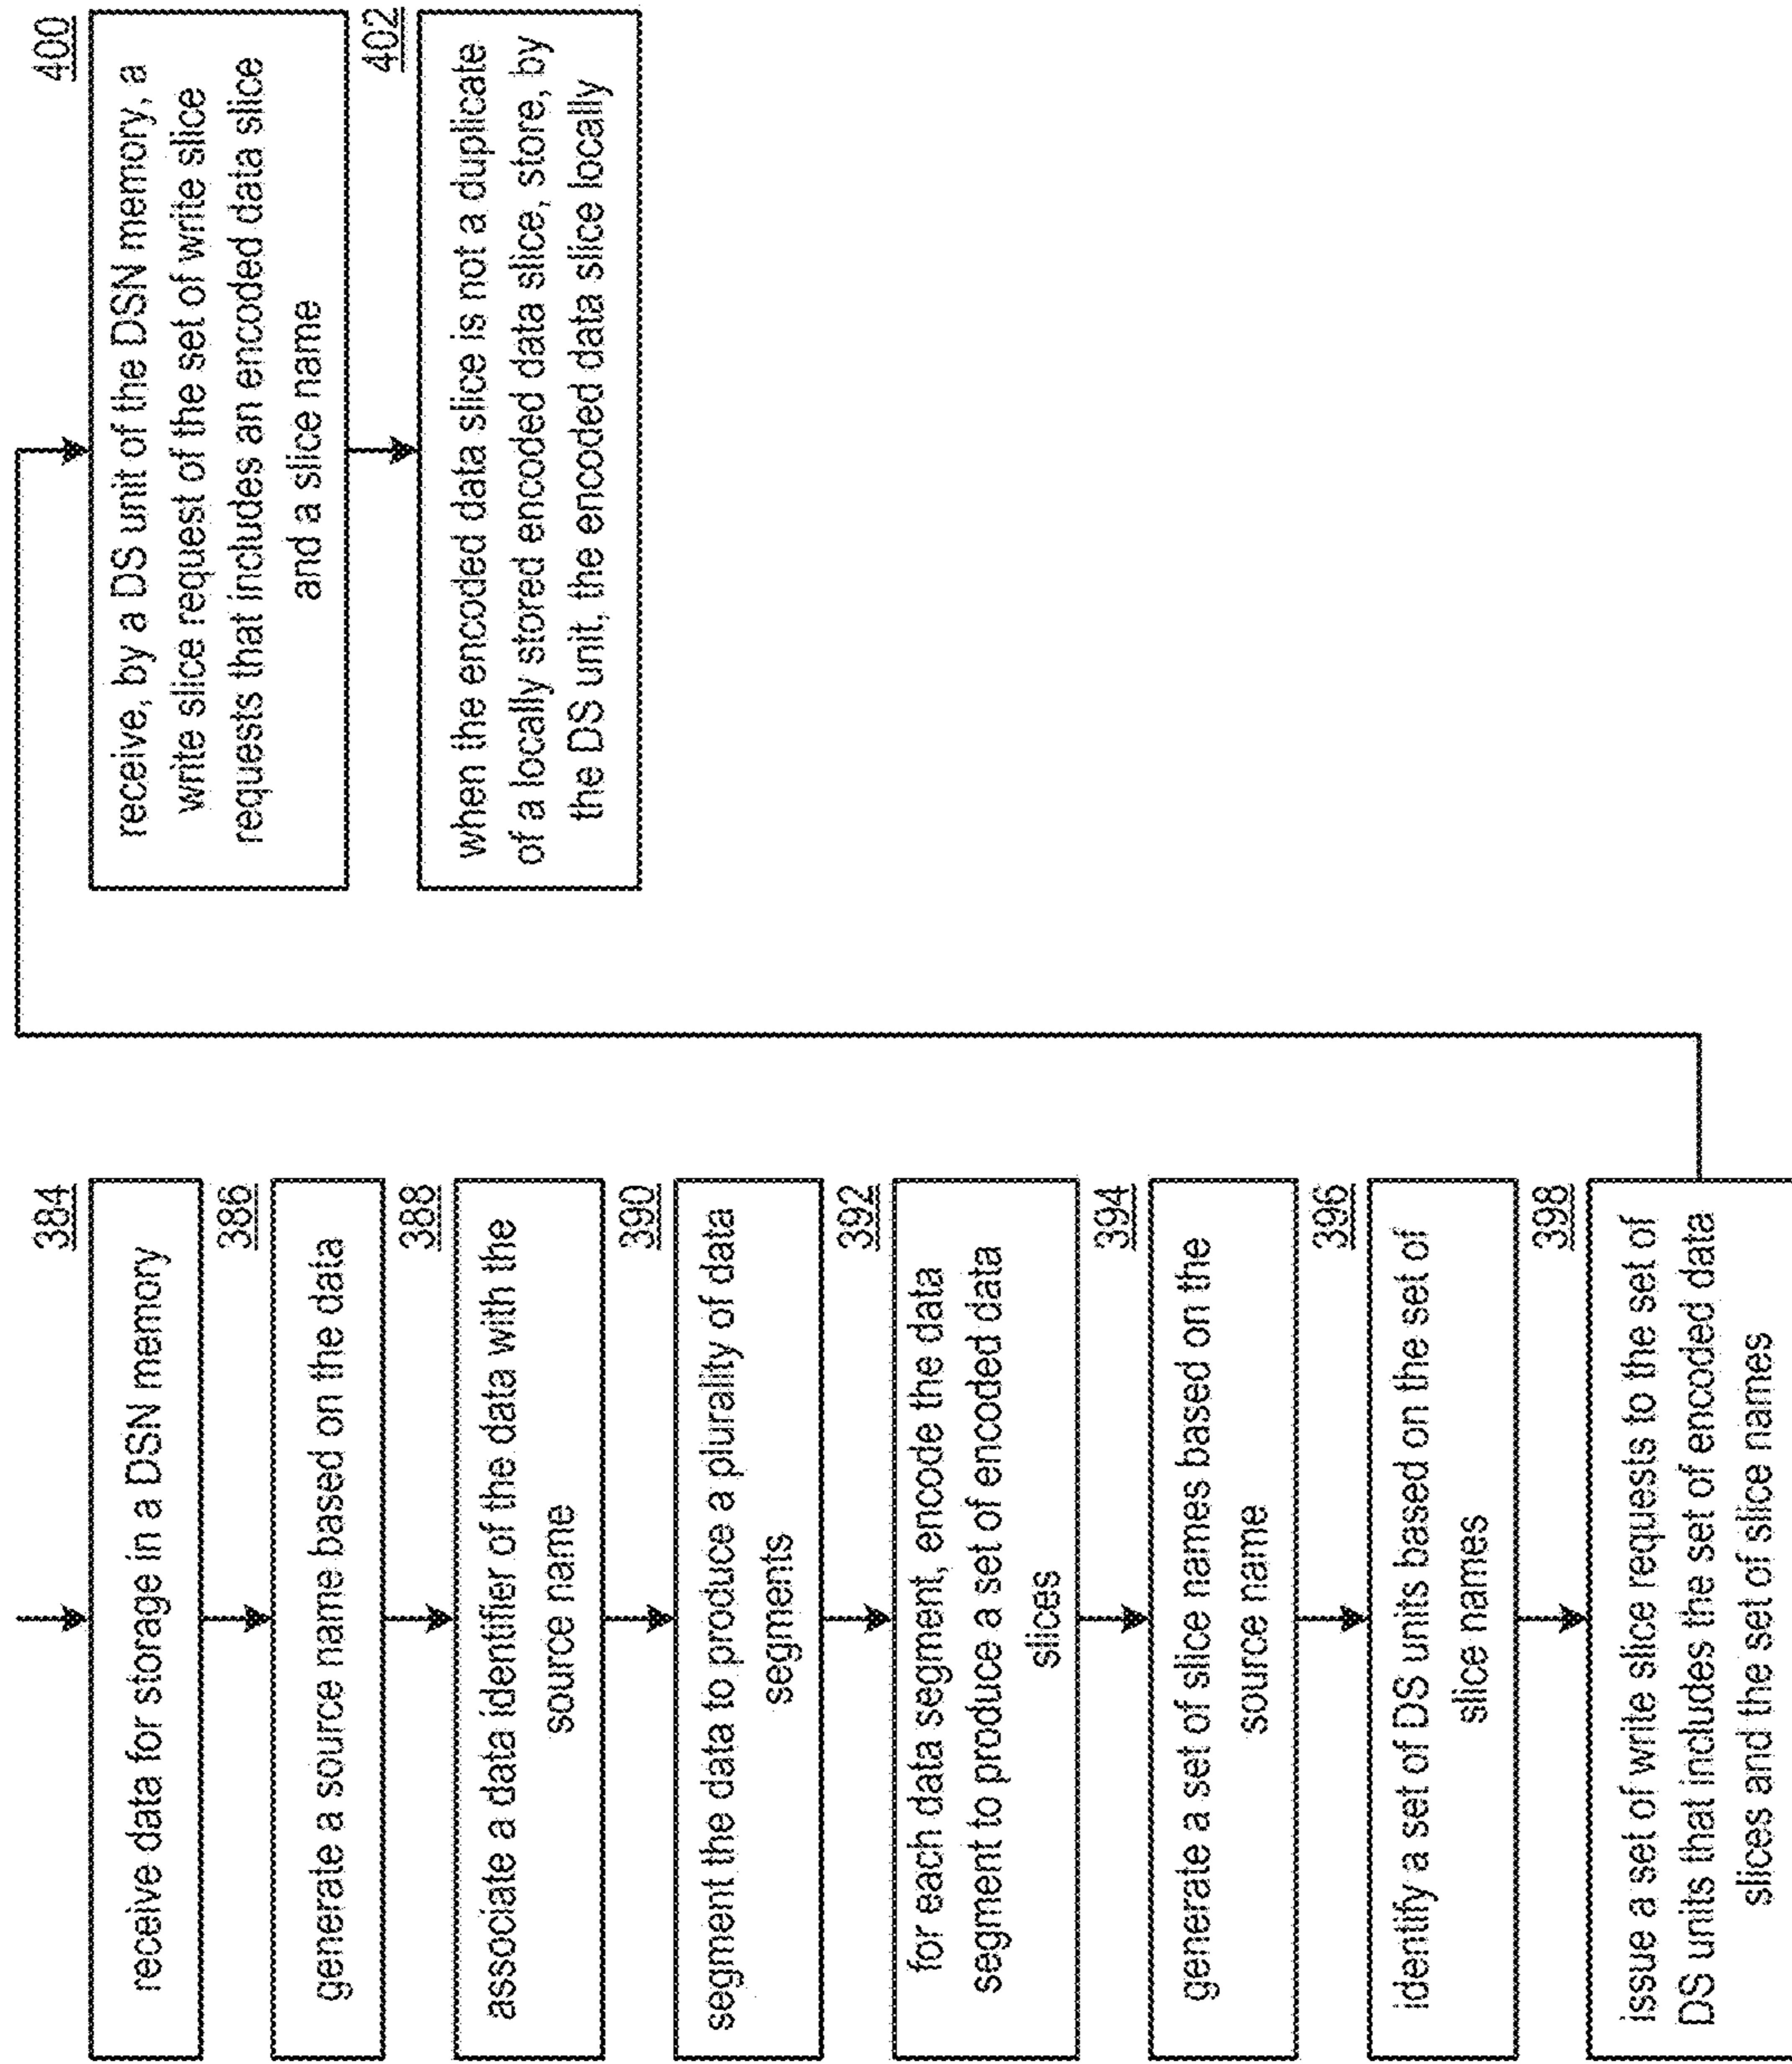 384
receive data for storage in a DSN memory
386
generate a source name based on the data
388
associate a data identifier of the data with the
source name
390
segment the data to produce a plurality of data
segments
392
for each data segment, encode the data
segment to produce a set of encoded data
slices
394
generate a set of slice names based on the
source name
396
identify a set of DS units based on the set of
slice names
398
issue a set of write slice requests to the set of
DS units that includes the set of encoded data
slices and the set of slice names
400
receive, by a DS unit of the DSN memory, a
write slice request of the set of write slice
requests that includes an encoded data slice
and a slice name
402
when the encoded data slice is not a duplicate
of a locally stored encoded data slice, store, by
the DS unit, the encoded data slice locally